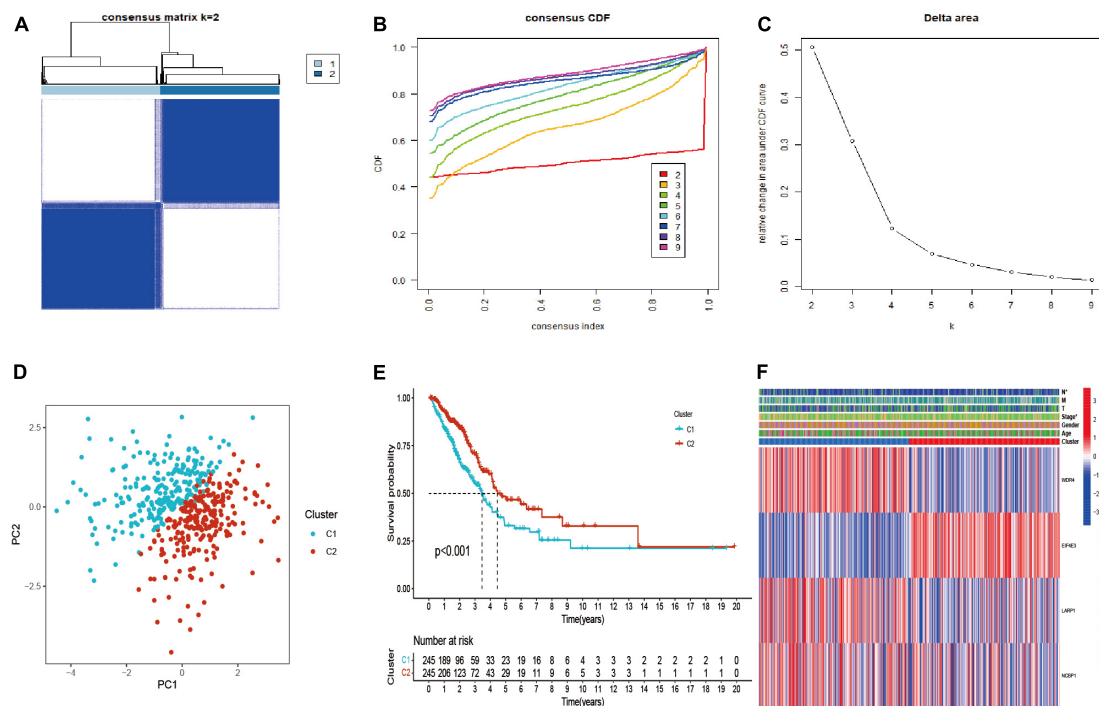 A
consensus matrix k=2
1
2
B
consensus CDF
CDF
1.0
0.8
0.6
0.4
0.2
0.0
2
3
4
5
6
7
8
9
0.0 0.2 0.4 0.6 0.8 1.0
consensus index
C
Delta area
relative change in area under CDF curve
0.5
0.4
0.3
0.2
0.1
0.0
2 3 4 5 6 7 8 9
k
D
PC2
2.5
0.0
−2.5
Cluster
C1
C2
−4 −2 0 2
PC1
E
Survival probability
1.00
0.75
0.50
0.25
0.00
Cluster
C1
C2
p<0.001
0 1 2 3 4 5 6 7 8 9 10 11 12 13 14 15 16 17 18 19 20
Time(years)
Number at risk
Cluster
C1 245 189 96 59 33 23 19 16 8 6 4 3 3 3 2 2 2 2 2 1 0
C2 245 206 123 72 43 29 19 11 9 6 5 3 3 3 1 1 1 1 1 1 0
0 1 2 3 4 5 6 7 8 9 10 11 12 13 14 15 16 17 18 19 20
Time(years)
F
N*
M
T
Stage*
Gender
Age
Cluster
WDR4
EIF4E3
LARP1
NCBP1
3
2
1
0
−1
−2
−3